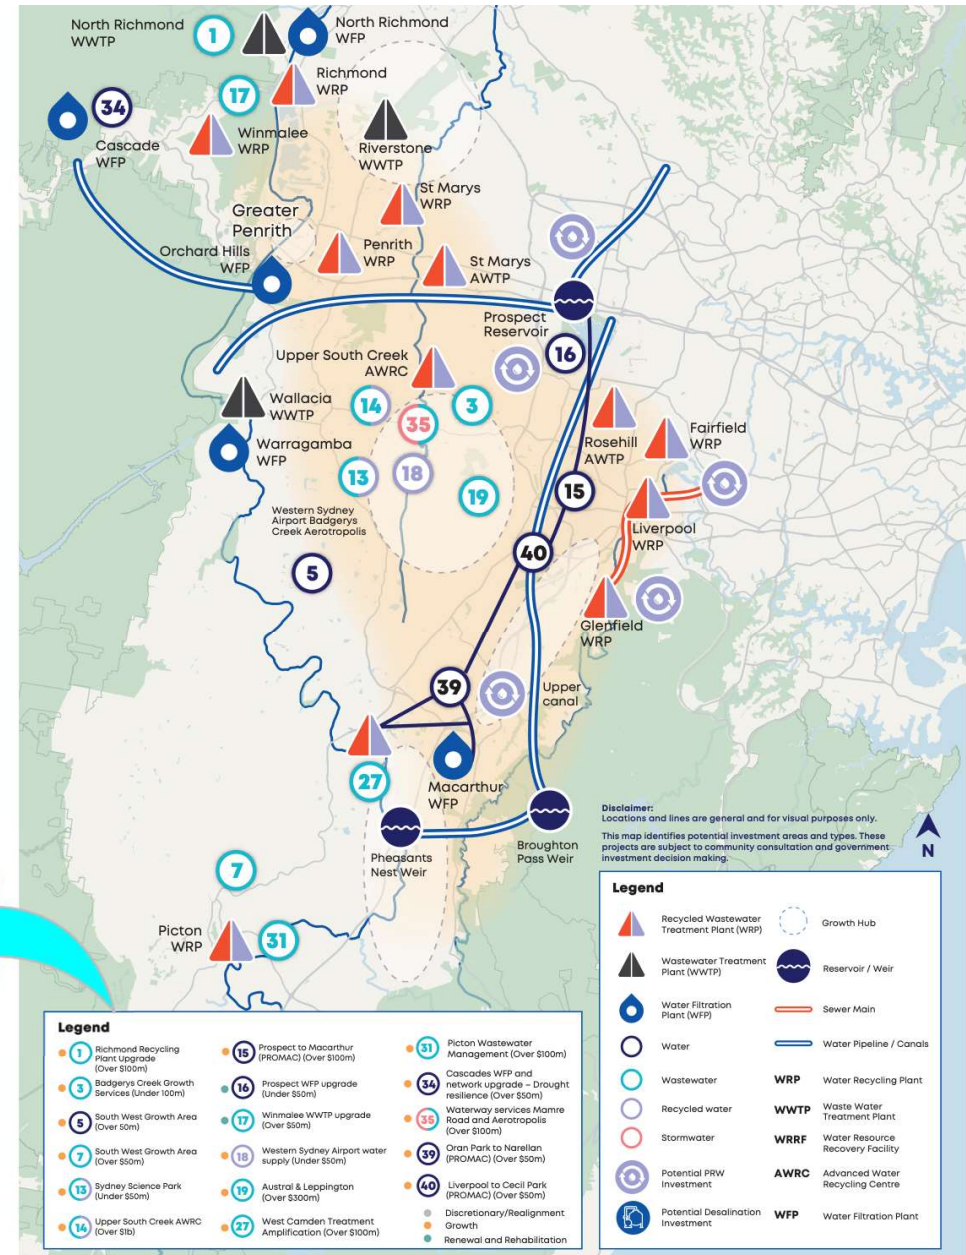 North Richmond
WWTP
1
North Richmond
WFP
Richmond
WRP
17
34
Cascade
WFP
Winmalee
WRP
Riverstone
WWTP
St Marys
WRP
Greater
Penrith
Orchard Hills
WFP
Penrith
WRP
St Marys
AWTP
Prospect
Reservoir
16
Upper South Creek
AWRC
14
3
35
Wallacia
WWTP
Warragamba
WFP
Rosehill
AWTP
Fairfield
WRP
13
18
19
15
Western Sydney
Airport Badgerys
Creek Aerotropolis
Liverpool
WRP
40
5
Glenfield
WRP
39
Upper
canal
27
Macarthur
WFP
Pheasants
Nest Weir
Broughton
Pass Weir
7
Picton
WRP
31
Disclaimer:
Locations and lines are general and for visual purposes only.
This map identifies potential investment areas and types. These
projects are subject to community consultation and government
investment decision making.
N
Legend
1 Richmond Recycling
Plant Upgrade
(Over $100m)
3 Badgerys Creek Growth
Services (Under 100m)
5 South West Growth Area
(Over 50m)
7 South West Growth Area
(Over $50m)
13 Sydney Science Park
(Under $50m)
14 Upper South Creek AWRC
(Over $1b)
15 Prospect to Macarthur
(PROMAC) (Over $100m)
16 Prospect WFP upgrade
(Under $50m)
17 Winmalee WWTP upgrade
(Over $50m)
18 Western Sydney Airport water
supply (Under $50m)
19 Austral & Leppington
(Over $300m)
27 West Camden Treatment
Amplification (Over $100m)
31 Picton Wastewater
Management (Over $100m)
34 Cascades WFP and
network upgrade – Drought
resilience (Over $50m)
35 Waterway services Mamre
Road and Aerotropolis
(Over $100m)
39 Oran Park to Narellan
(PROMAC) (Over $50m)
40 Liverpool to Cecil Park
(PROMAC) (Over $50m)
Discretionary/Realignment
Growth
Renewal and Rehabilitation
Legend
Recycled Wastewater
Treatment Plant (WRP)
Wastewater Treatment
Plant (WWTP)
Water Filtration
Plant (WFP)
Water
Wastewater
Recycled water
Stormwater
Potential PRW
Investment
Potential Desalination
Investment
Growth Hub
Reservoir / Weir
Sewer Main
Water Pipeline / Canals
WRP Water Recycling Plant
WWTP Waste Water
Treatment Plant
WRRF Water Resource
Recovery Facility
AWRC Advanced Water
Recycling Centre
WFP Water Filtration Plant